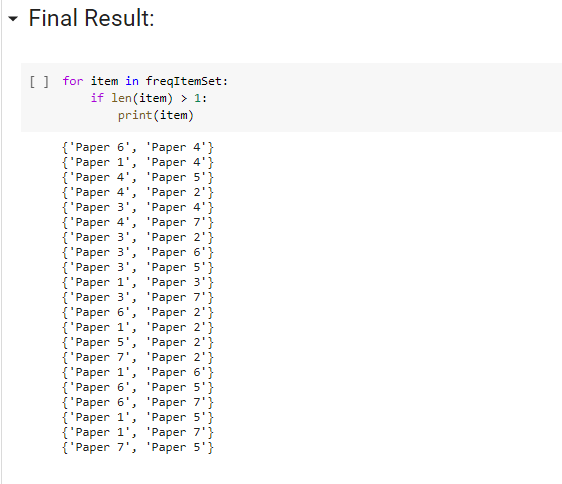 Final Result:
[ ] for item in freqItemSet:
if len(item) > 1:
print(item)
{'Paper 6', 'Paper 4'}
{'Paper 1', 'Paper 4'}
{'Paper 4', 'Paper 5'}
{'Paper 4', 'Paper 2'}
{'Paper 3', 'Paper 4'}
{'Paper 4', 'Paper 7'}
{'Paper 3', 'Paper 2'}
{'Paper 3', 'Paper 6'}
{'Paper 3', 'Paper 5'}
{'Paper 1', 'Paper 3'}
{'Paper 3', 'Paper 7'}
{'Paper 6', 'Paper 2'}
{'Paper 1', 'Paper 2'}
{'Paper 5', 'Paper 2'}
{'Paper 7', 'Paper 2'}
{'Paper 1', 'Paper 6'}
{'Paper 6', 'Paper 5'}
{'Paper 6', 'Paper 7'}
{'Paper 1', 'Paper 5'}
{'Paper 1', 'Paper 7'}
{'Paper 7', 'Paper 5'}